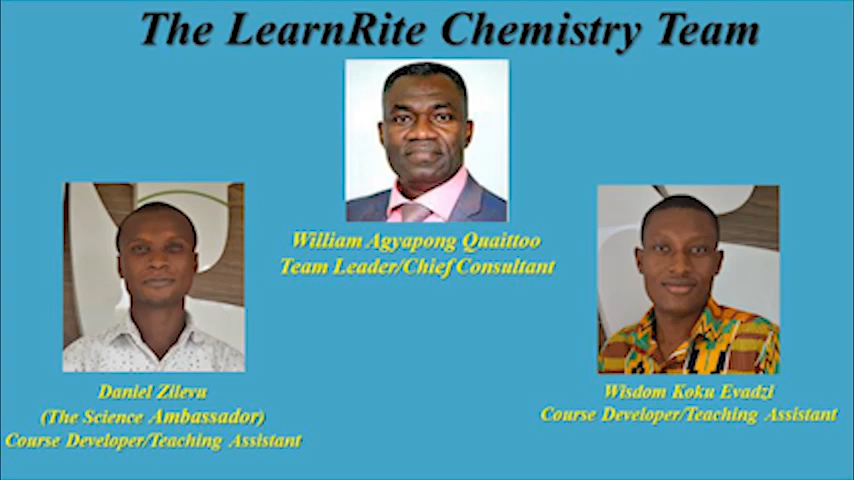 The LearnRite Chemistry Team
William Agyapong Quaittoo
Team Leader/Chief Consultant
Daniel Zilevu
(The Science Ambassador)
Course Developer/Teaching Assistant
Wisdom Koku Evadzi
Course Developer/Teaching Assistant